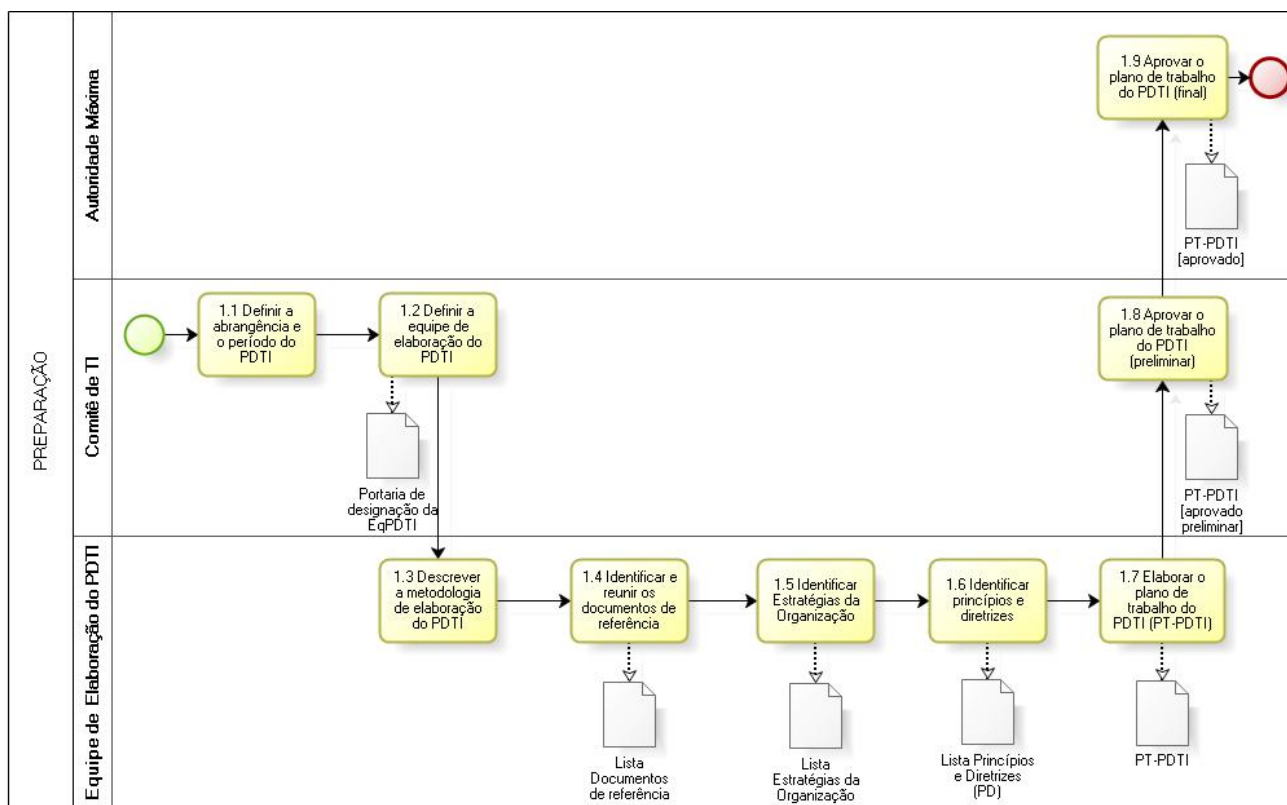 PREPARAÇÃO
Autoridade Máxima
1.9 Aprovar o
plano de trabalho
do PDTI (final)
PT-PDTI
[aprovado]
Comitê de TI
1.1 Definir a
abrangência e
o período do
PDTI
1.2 Definir a
equipe de
elaboração do
PDTI
Portaria de
designação da
EqPDTI
1.8 Aprovar o
plano de trabalho
do PDTI
(preliminar)
PT-PDTI
[aprovado
preliminar]
Equipe de Elaboração do PDTI
1.3 Descrever
a metodologia
de elaboração
do PDTI
1.4 Identificar e
reunir os
documentos de
referência
Lista
Documentos
de referência
1.5 Identificar
Estratégias da
Organização
Lista
Estratégias da
Organização
1.6 Identificar
princípios e
diretrizes
Lista Princípios
e Diretrizes
(PD)
1.7 Elaborar o
plano de
trabalho do
PDTI (PT-PDTI)
PT-PDTI